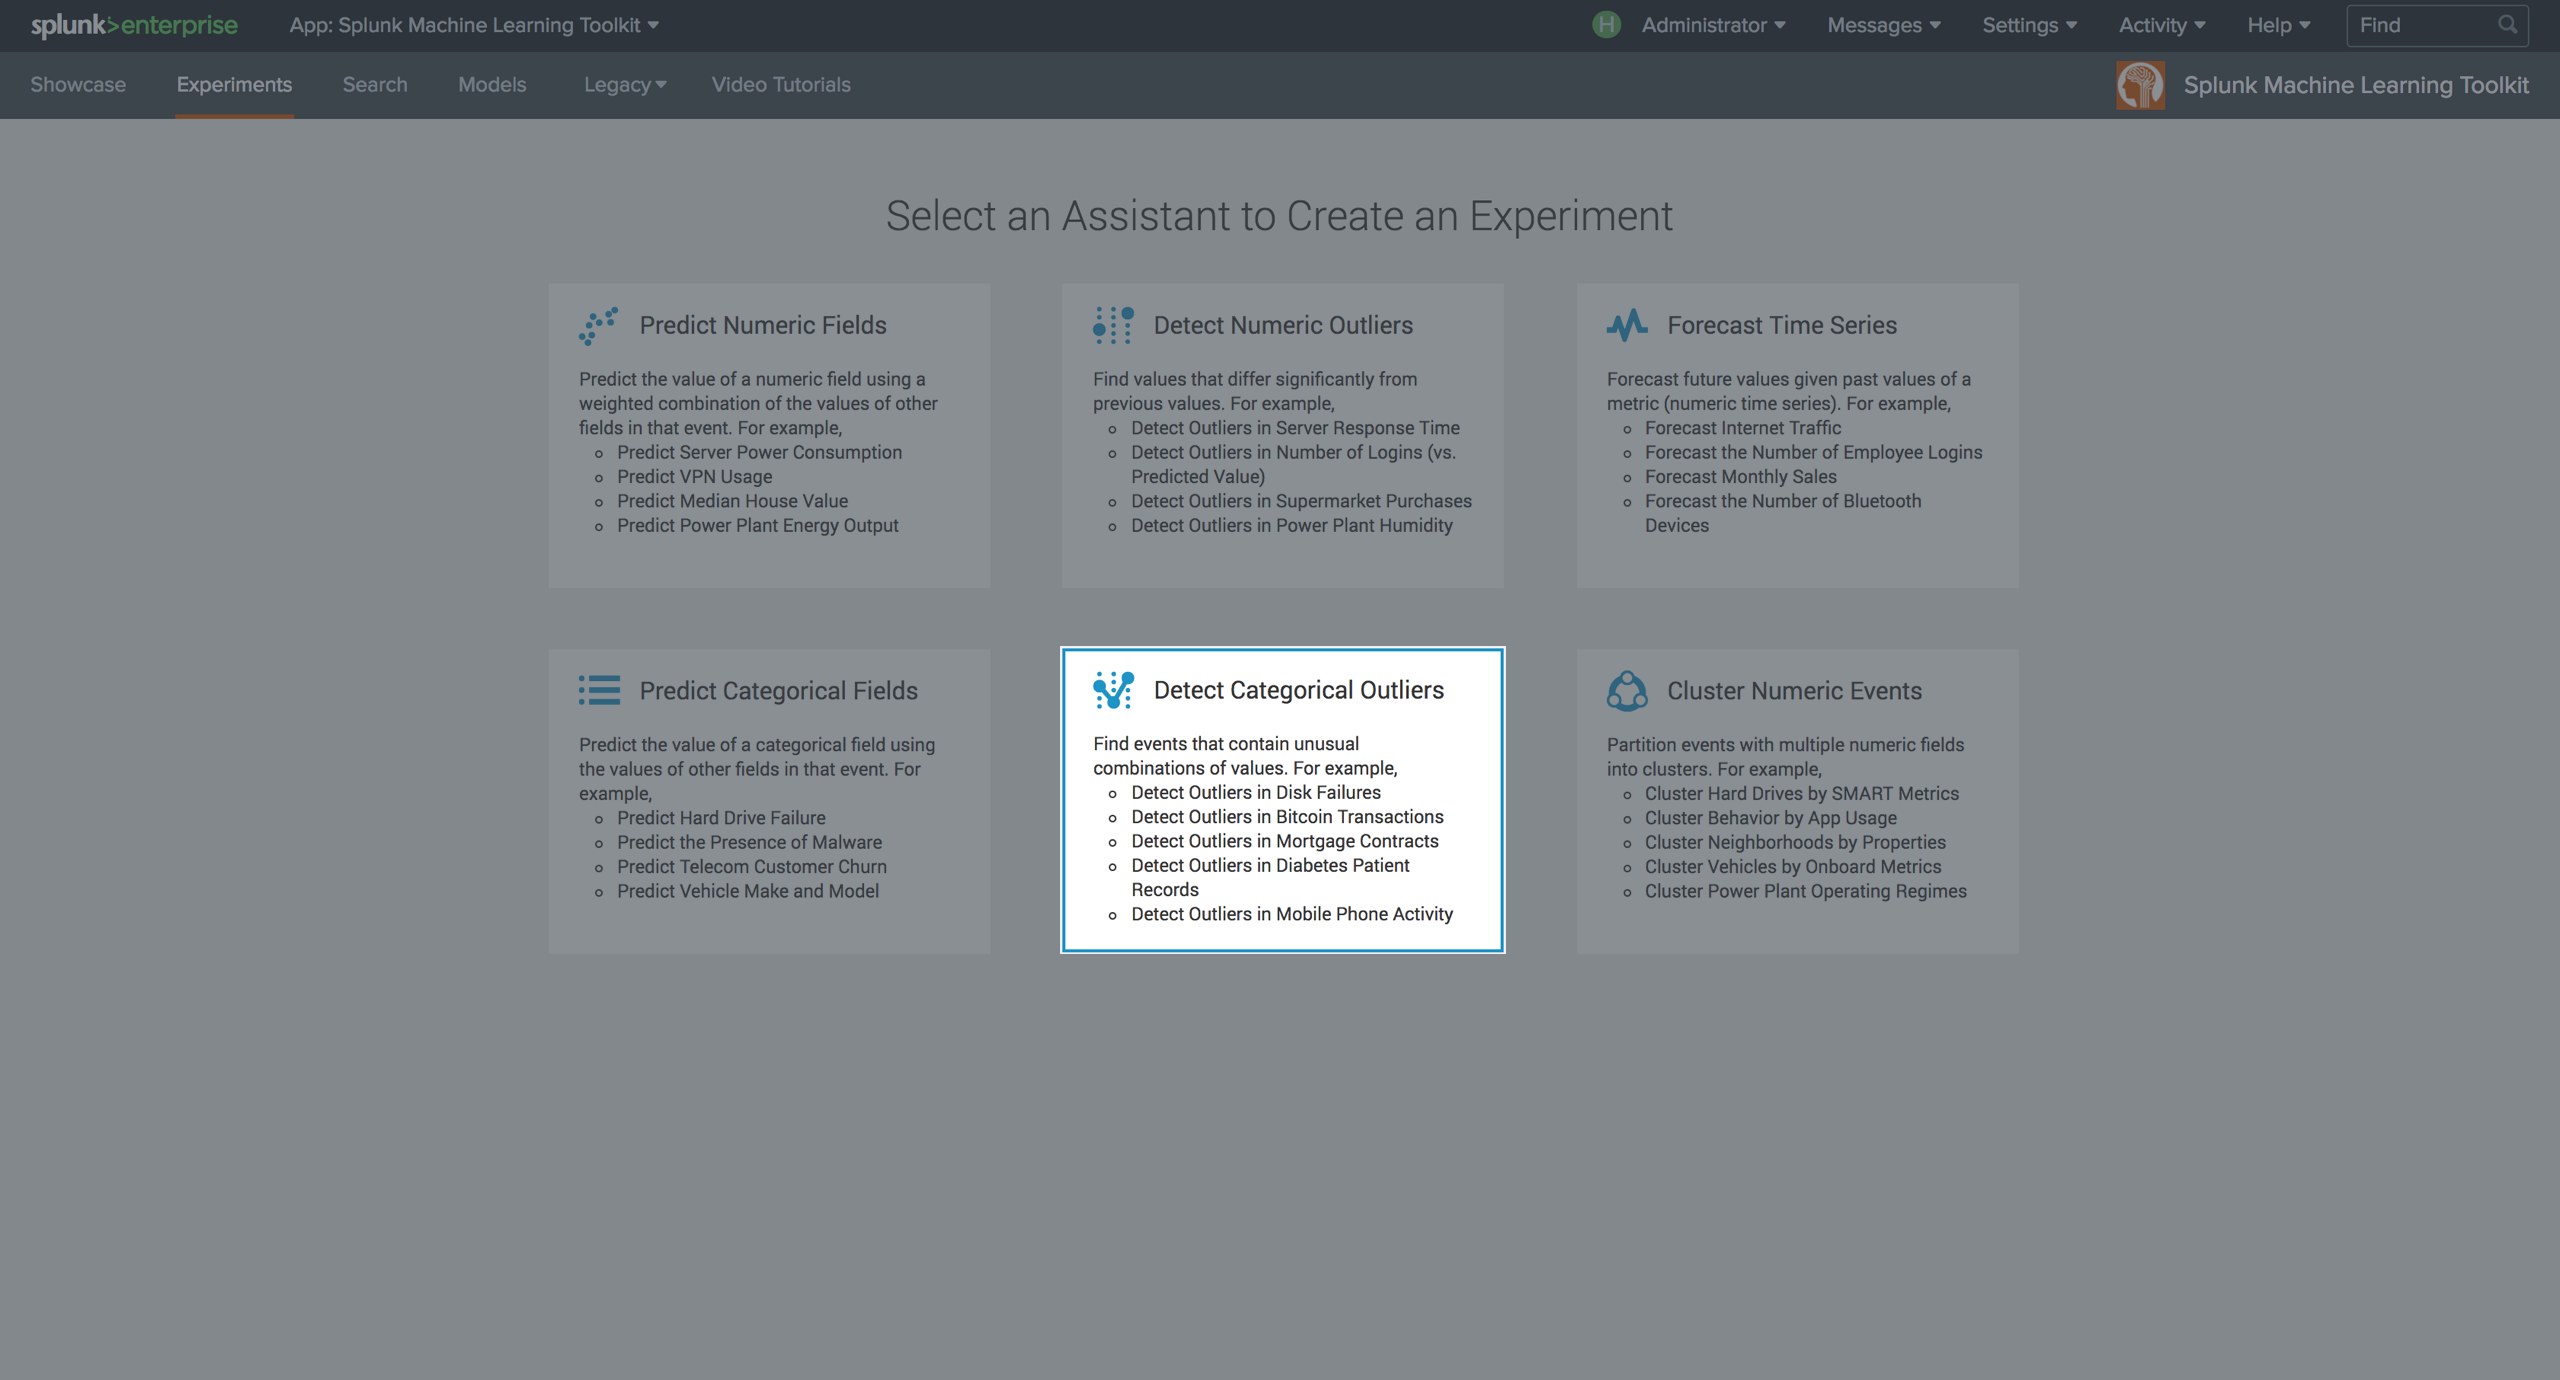 splunk>enterprise App: Splunk Machine Learning Toolkit H Administrator Messages Settings Activity Help Find
Showcase Experiments Search Models Legacy Video Tutorials Splunk Machine Learning Toolkit
Select an Assistant to Create an Experiment
Predict Numeric Fields
Predict the value of a numeric field using a
weighted combination of the values of other
fields in that event. For example,
Predict Server Power Consumption
Predict VPN Usage
Predict Median House Value
Predict Power Plant Energy Output
Detect Numeric Outliers
Find values that differ significantly from
previous values. For example,
Detect Outliers in Server Response Time
Detect Outliers in Number of Logins (vs.
Predicted Value)
Detect Outliers in Supermarket Purchases
Detect Outliers in Power Plant Humidity
Forecast Time Series
Forecast future values given past values of a
metric (numeric time series). For example,
Forecast Internet Traffic
Forecast the Number of Employee Logins
Forecast Monthly Sales
Forecast the Number of Bluetooth
Devices
Predict Categorical Fields
Predict the value of a categorical field using
the values of other fields in that event. For
example,
Predict Hard Drive Failure
Predict the Presence of Malware
Predict Telecom Customer Churn
Predict Vehicle Make and Model
Detect Categorical Outliers
Find events that contain unusual
combinations of values. For example,
Detect Outliers in Disk Failures
Detect Outliers in Bitcoin Transactions
Detect Outliers in Mortgage Contracts
Detect Outliers in Diabetes Patient
Records
Detect Outliers in Mobile Phone Activity
Cluster Numeric Events
Partition events with multiple numeric fields
into clusters. For example,
Cluster Hard Drives by SMART Metrics
Cluster Behavior by App Usage
Cluster Neighborhoods by Properties
Cluster Vehicles by Onboard Metrics
Cluster Power Plant Operating Regimes